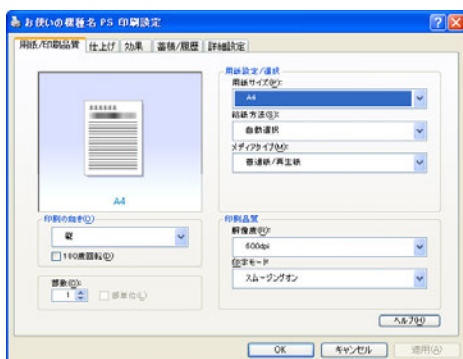 お使いの機種名 PS 印刷設定
用紙/印刷品質 仕上げ 効果 蓄積/履歴 詳細設定
用紙設定/選択
用紙サイズ(P):
A4
給紙方法(S):
自動選択
メディアタイプ(M):
普通紙/再生紙
A4
印刷の向き(O)
縦
180度回転(D)
部数(C):
1 部単位(L)
印刷品質
解像度(R):
600dpi
スムージングオン
ヘルプ(H)
OK キャンセル 適用(A)